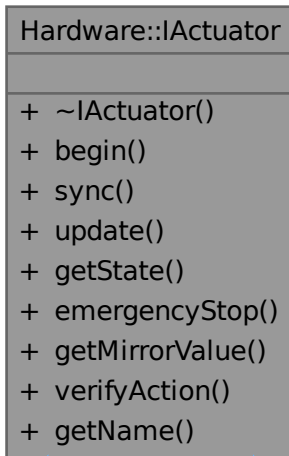 Hardware::IActuator
+ ~IActuator()
+ begin()
+ sync()
+ update()
+ getState()
+ emergencyStop()
+ getMirrorValue()
+ verifyAction()
+ getName()